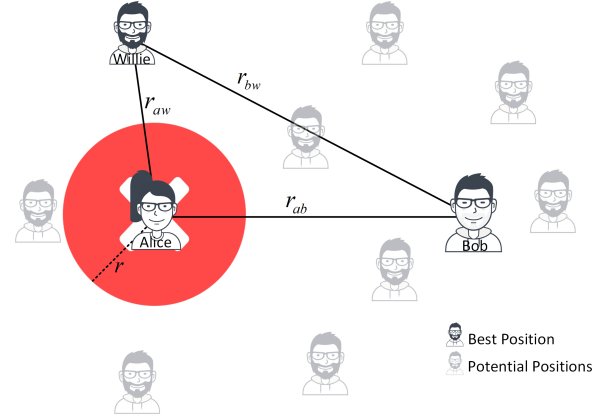 Willie
r_bw
r_aw
r_ab
Alice
Bob
r
Best Position
Potential Positions